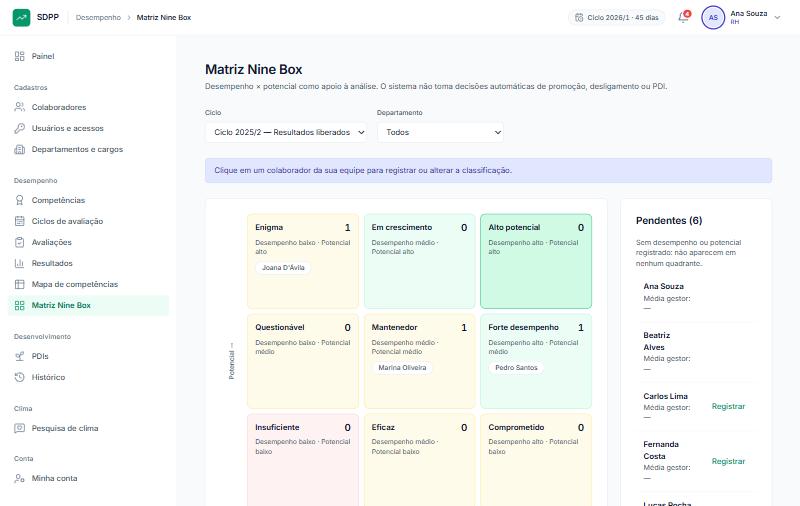 SDPP
Desempenho > Matriz Nine Box
Ciclo 2026/1 · 45 dias
4
AS
Ana Souza
RH
Painel
Cadastros
Colaboradores
Usuários e acessos
Departamentos e cargos
Desempenho
Competências
Ciclos de avaliação
Avaliações
Resultados
Mapa de competências
Matriz Nine Box
Desenvolvimento
PDIs
Histórico
Clima
Pesquisa de clima
Conta
Minha conta
Matriz Nine Box
Desempenho × potencial como apoio à análise. O sistema não toma decisões automáticas de promoção, desligamento ou PDI.
Ciclo
Departamento
Ciclo 2025/2 — Resultados liberados
Todos
Clique em um colaborador da sua equipe para registrar ou alterar a classificação.
Potencial →
Enigma 1
Desempenho baixo · Potencial
alto
Joana D'Ávila
Em crescimento 0
Desempenho médio ·
Potencial alto
Alto potencial 0
Desempenho alto · Potencial
alto
Questionável 0
Desempenho baixo · Potencial
médio
Mantenedor 1
Desempenho médio ·
Potencial médio
Marina Oliveira
Forte desempenho 1
Desempenho alto · Potencial
médio
Pedro Santos
Insuficiente 0
Desempenho baixo · Potencial
baixo
Eficaz 0
Desempenho médio ·
Potencial baixo
Comprometido 0
Desempenho alto · Potencial
baixo
Pendentes (6)
Sem desempenho ou potencial
registrado: não aparecem em
nenhum quadrante.
Ana Souza
Média gestor:
—
Beatriz
Alves
Média gestor:
—
Carlos Lima
Média gestor:
—
Registrar
Fernanda
Costa
Média gestor:
—
Registrar
Lucas Rocha